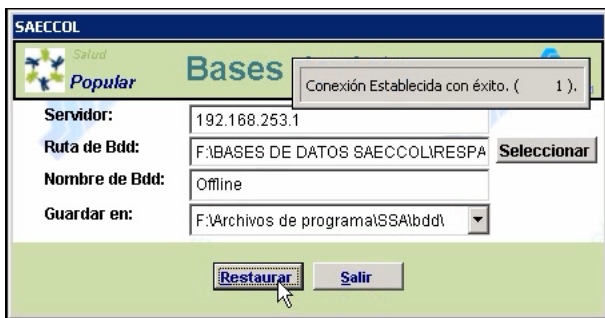 SAECCOL
Salud
Popular
Bases
Conexión Establecida con éxito. ( 1 ).
Servidor:
192.168.253.1
Ruta de Bdd:
F:\BASES DE DATOS SAECCOL\RESPA
Seleccionar
Nombre de Bdd:
Offline
Guardar en:
F:\Archivos de programa\SSA\bdd\
Restaurar
Salir